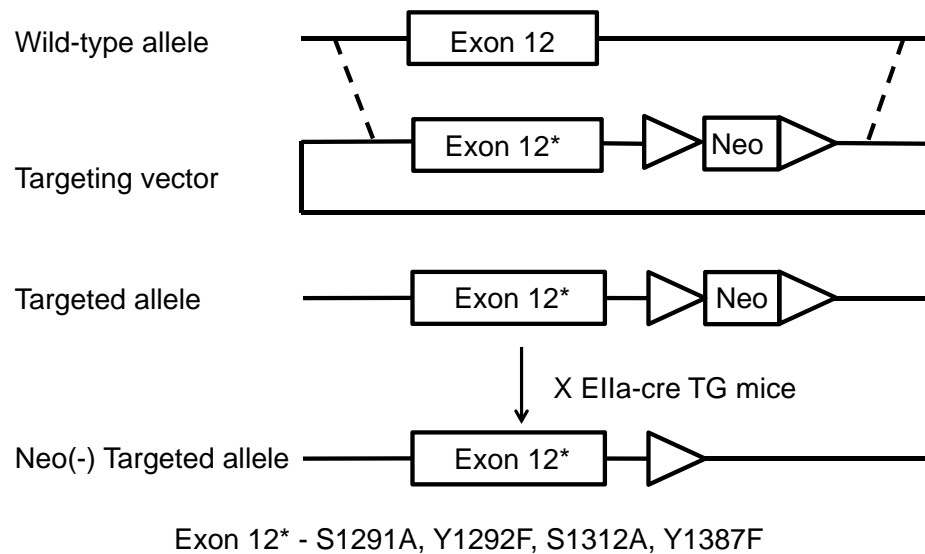 Wild-type allele
Exon 12
Exon 12*
Neo
Targeting vector
Targeted allele
Exon 12*
Neo
X EIIa-cre TG mice
Neo(-) Targeted allele
Exon 12*
Exon 12* - S1291A, Y1292F, S1312A, Y1387F